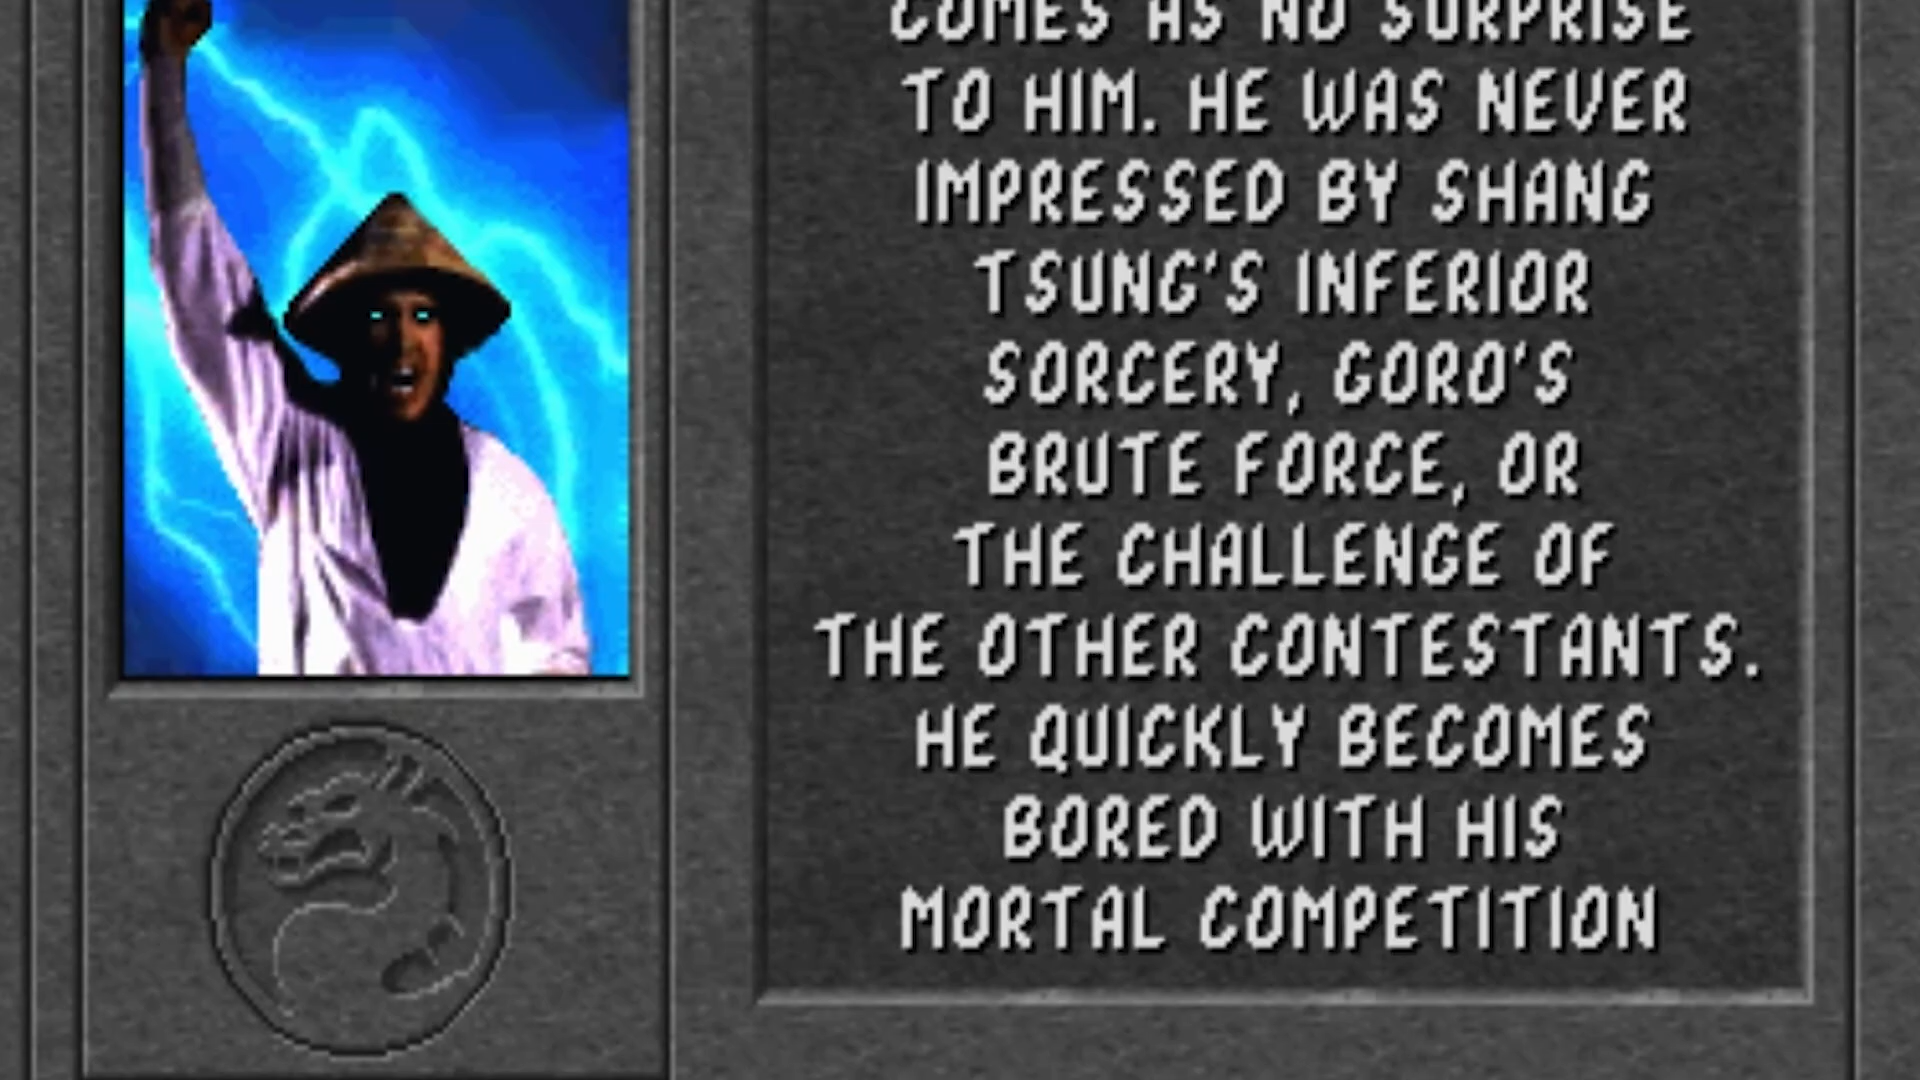 COMES AS NO SURPRISE
TO HIM. HE WAS NEVER
IMPRESSED BY SHANG
TSUNG'S INFERIOR
SORCERY, GORO'S
BRUTE FORCE, OR
THE CHALLENGE OF
THE OTHER CONTESTANTS.
HE QUICKLY BECOMES
BORED WITH HIS
MORTAL COMPETITION